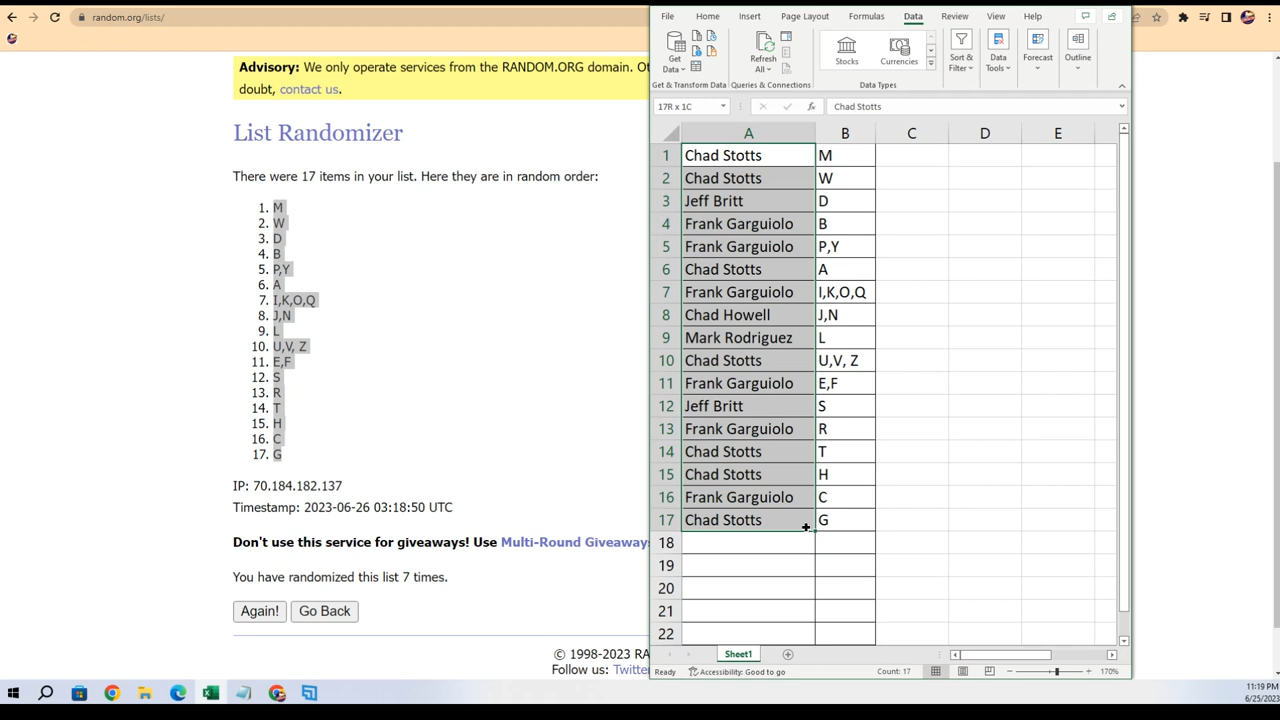 random.org/lists/
Advisory: We only operate services from the RANDOM.ORG domain. Ot
doubt, contact us.
List Randomizer
There were 17 items in your list. Here they are in random order:
1. M
2. W
3. D
4. B
5. P,Y
6. A
7. I,K,O,Q
8. J,N
9. L
10. U,V, Z
11. E,F
12. S
13. R
14. T
15. H
16. C
17. G
IP: 70.184.182.137
Timestamp: 2023-06-26 03:18:50 UTC
Don't use this service for giveaways! Use Multi-Round Giveaways
You have randomized this list 7 times.
Again! Go Back
© 1998-2023 RA
Follow us: Twitte
File Home Insert Page Layout Formulas Data Review View Help
Get Data Refresh All Stocks Currencies Sort & Filter Data Tools Forecast Outline
Get & Transform Data Queries & Connections Data Types
17R x 1C fx Chad Stotts
A B C D E
1 Chad Stotts M
2 Chad Stotts W
3 Jeff Britt D
4 Frank Garguiolo B
5 Frank Garguiolo P,Y
6 Chad Stotts A
7 Frank Garguiolo I,K,O,Q
8 Chad Howell J,N
9 Mark Rodriguez L
10 Chad Stotts U,V, Z
11 Frank Garguiolo E,F
12 Jeff Britt S
13 Frank Garguiolo R
14 Chad Stotts T
15 Chad Stotts H
16 Frank Garguiolo C
17 Chad Stotts G
18
19
20
21
22
Sheet1
Ready Accessibility: Good to go Count: 17 170%
11:19 PM
6/25/2023